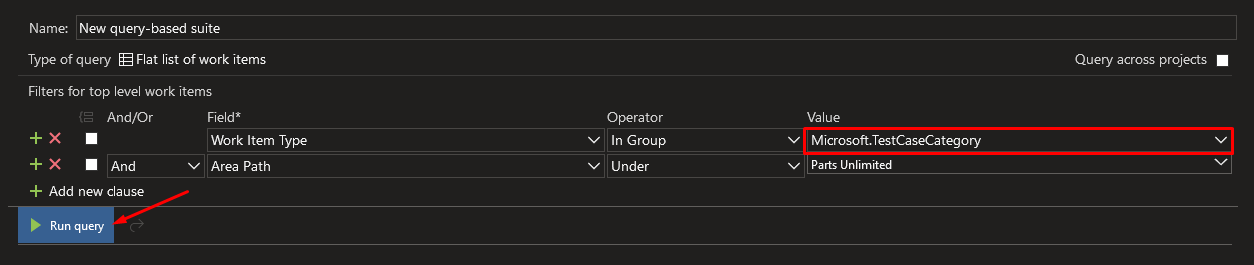 Name: New query-based suite
Type of query Flat list of work items Query across projects
Filters for top level work items
And/Or Field* Operator Value
Work Item Type In Group Microsoft.TestCaseCategory
And Area Path Under Parts Unlimited
Add new clause
Run query